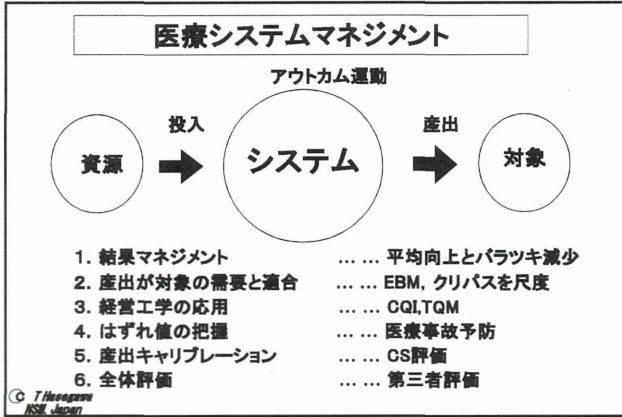 医療システムマネジメント
アウトカム運動
投入
産出
資源
システム
対象
1. 結果マネジメント ... ... 平均向上とバラツキ減少
2. 産出が対象の需要と適合 ... ... EBM, クリパスを尺度
3. 経営工学の応用 ... ... CQI,TQM
4. はずれ値の把握 ... ... 医療事故予防
5. 産出キャリブレーション ... ... CS評価
6. 全体評価 ... ... 第三者評価
© T Hasegawa
Japan